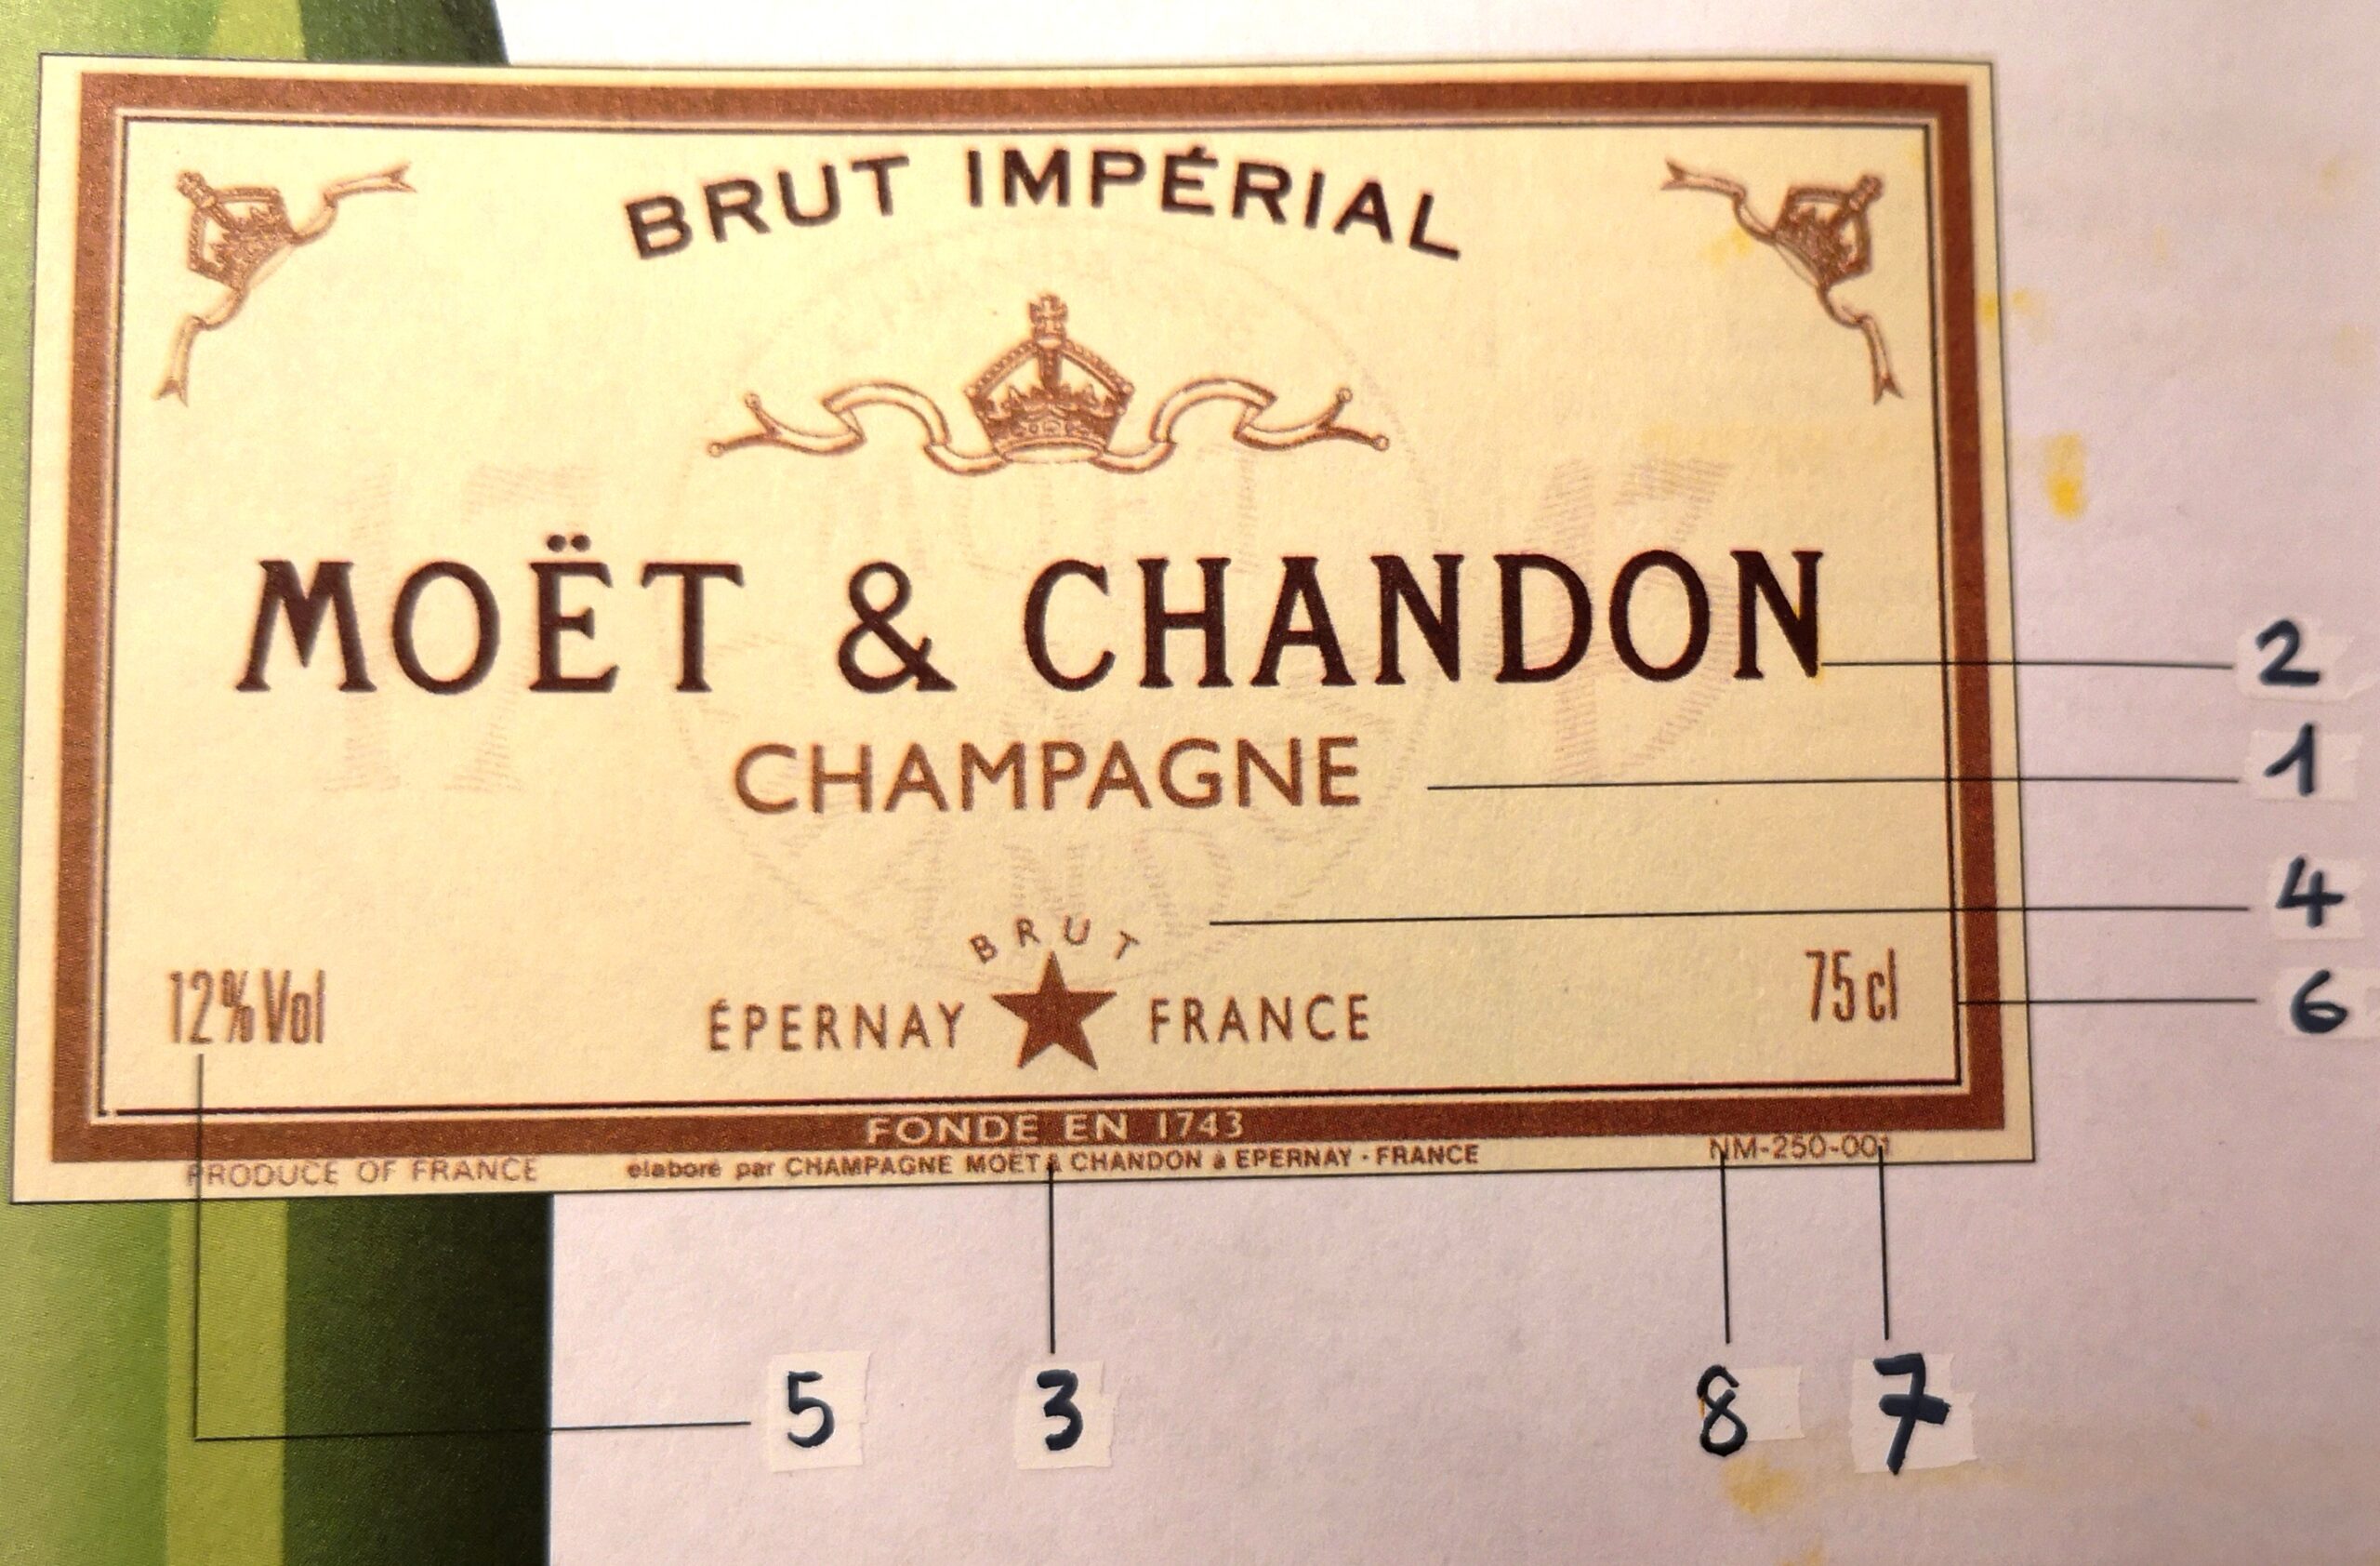 BRUT IMPÉRIAL
MOËT & CHANDON
CHAMPAGNE
BRUT
12% Vol
ÉPERNAY FRANCE
75 cl
FONDÉ EN 1743
PRODUCE OF FRANCE
elaboré par CHAMPAGNE MOËT & CHANDON à EPERNAY - FRANCE
NM-250-001
2
1
4
6
5
3
8
7